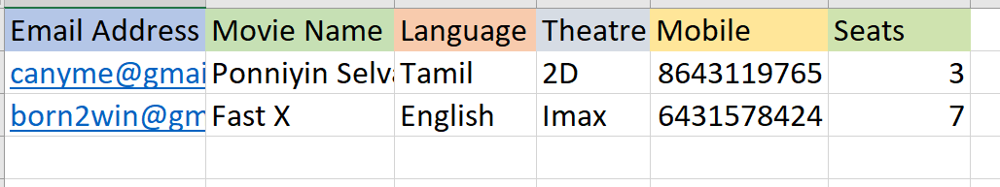 Email Address Movie Name Language Theatre Mobile Seats
canyme@gmai Ponniyin Selv Tamil 2D 8643119765 3
born2win@gm Fast X English Imax 6431578424 7